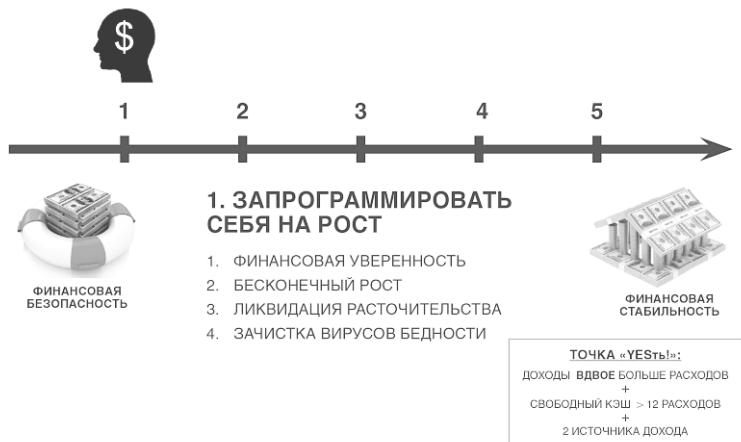 $
1 2 3 4 5
1. ЗАПРОГРАММИРОВАТЬ
СЕБЯ НА РОСТ
1. ФИНАНСОВАЯ УВЕРЕННОСТЬ
2. БЕСКОНЕЧНЫЙ РОСТ
3. ЛИКВИДАЦИЯ РАСТОЧИТЕЛЬСТВА
4. ЗАЧИСТКА ВИРУСОВ БЕДНОСТИ
ФИНАНСОВАЯ
БЕЗОПАСНОСТЬ
ФИНАНСОВАЯ
СТАБИЛЬНОСТЬ
ТОЧКА «YESть!»:
ДОХОДЫ ВДВОЕ БОЛЬШЕ РАСХОДОВ
+
СВОБОДНЫЙ КЭШ > 12 РАСХОДОВ
+
2 ИСТОЧНИКА ДОХОДА